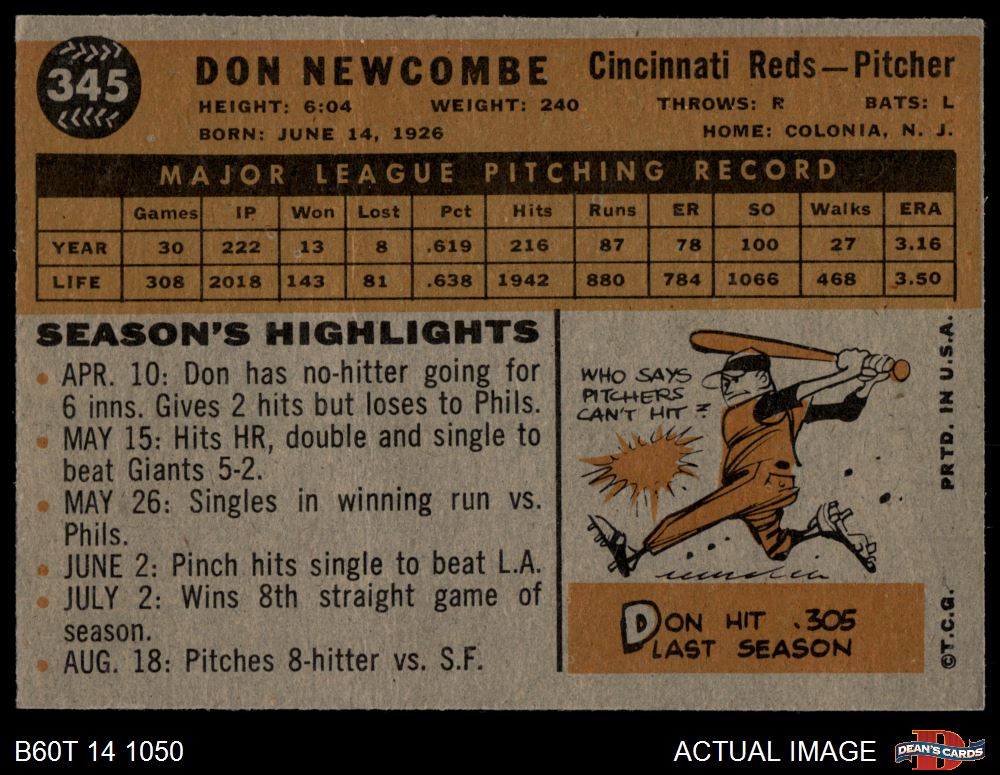 345
DON NEWCOMBE Cincinnati Reds—Pitcher
HEIGHT: 6:04 WEIGHT: 240 THROWS: R BATS: L
BORN: JUNE 14, 1926 HOME: COLONIA, N. J.
MAJOR LEAGUE PITCHING RECORD
Games IP Won Lost Pct Hits Runs ER SO Walks ERA
YEAR 30 222 13 8 .619 216 87 78 100 27 3.16
LIFE 308 2018 143 81 .638 1942 880 784 1066 468 3.50
SEASON'S HIGHLIGHTS
• APR. 10: Don has no-hitter going for
6 inns. Gives 2 hits but loses to Phils.
• MAY 15: Hits HR, double and single to
beat Giants 5-2.
• MAY 26: Singles in winning run vs.
Phils.
• JUNE 2: Pinch hits single to beat L.A.
• JULY 2: Wins 8th straight game of
season.
• AUG. 18: Pitches 8-hitter vs. S.F.
WHO SAYS
PITCHERS
CAN'T HIT?
DON HIT .305
LAST SEASON
©T.C.G. PRTD. IN U.S.A.
B60T 14 1050 ACTUAL IMAGE
DEAN'S CARDS